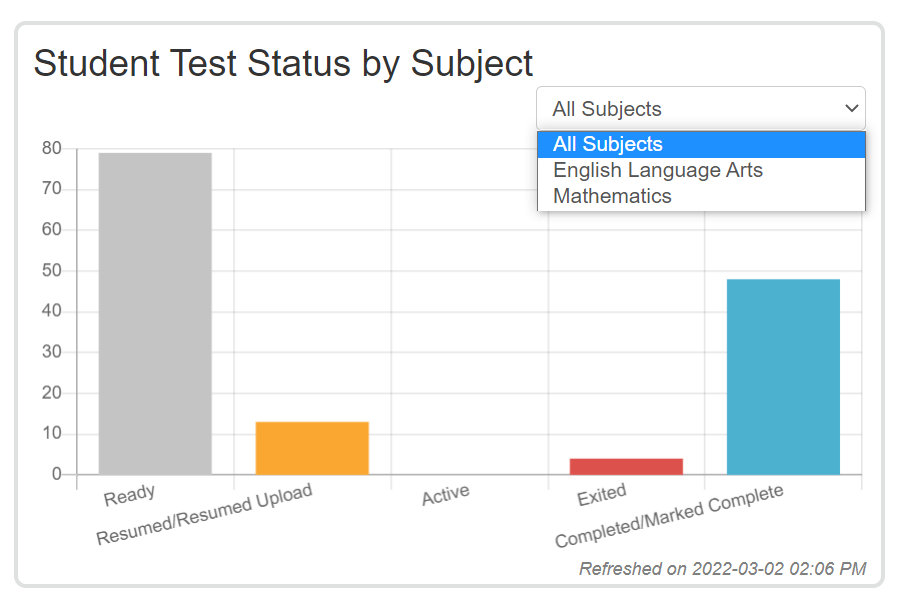 Student Test Status by Subject
All Subjects
All Subjects
English Language Arts
Mathematics
80
70
60
50
40
30
20
10
0
Ready
Resumed/Resumed Upload
Active
Exited
Completed/Marked Complete
Refreshed on 2022-03-02 02:06 PM